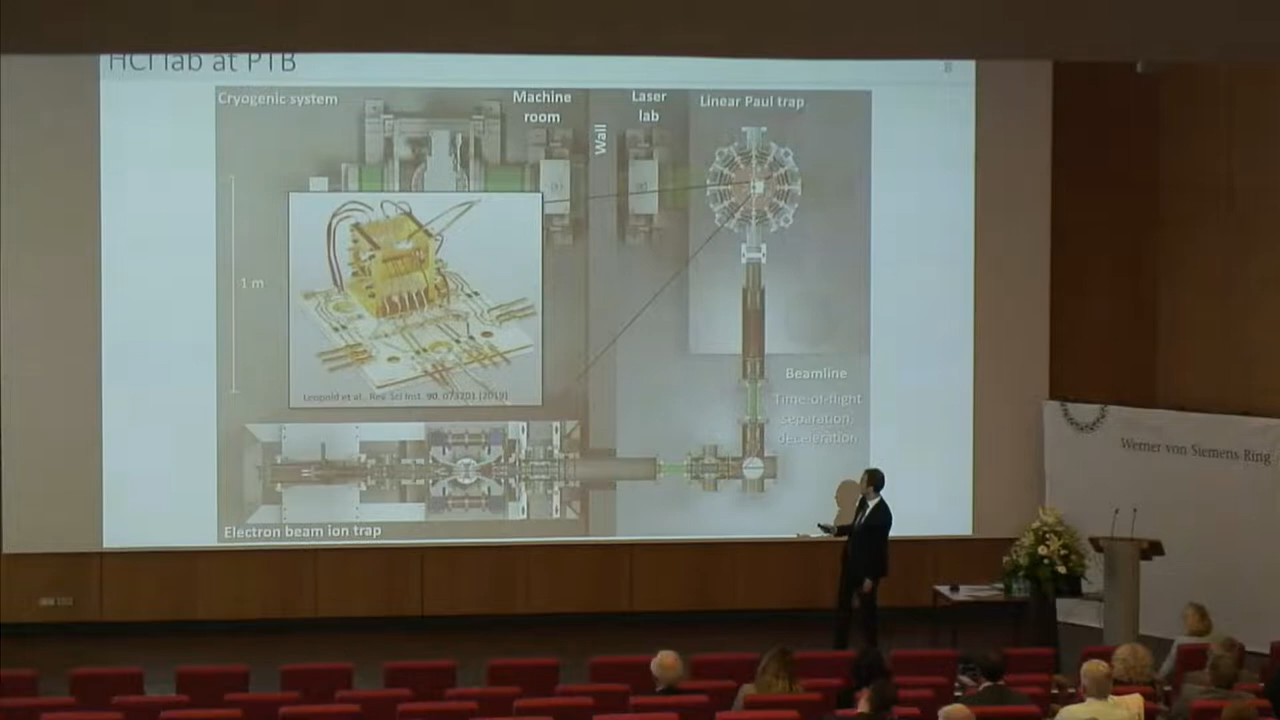 HCI lab at PTB
8
Cryogenic system
Machine
room
Wall
Laser
lab
Linear Paul trap
1 m
Leopold et al., Rev. Sci Inst. 90, 073201 (2019)
Beamline
Time-of-flight
separation,
deceleration
Electron beam ion trap
Werner von Siemens Ring